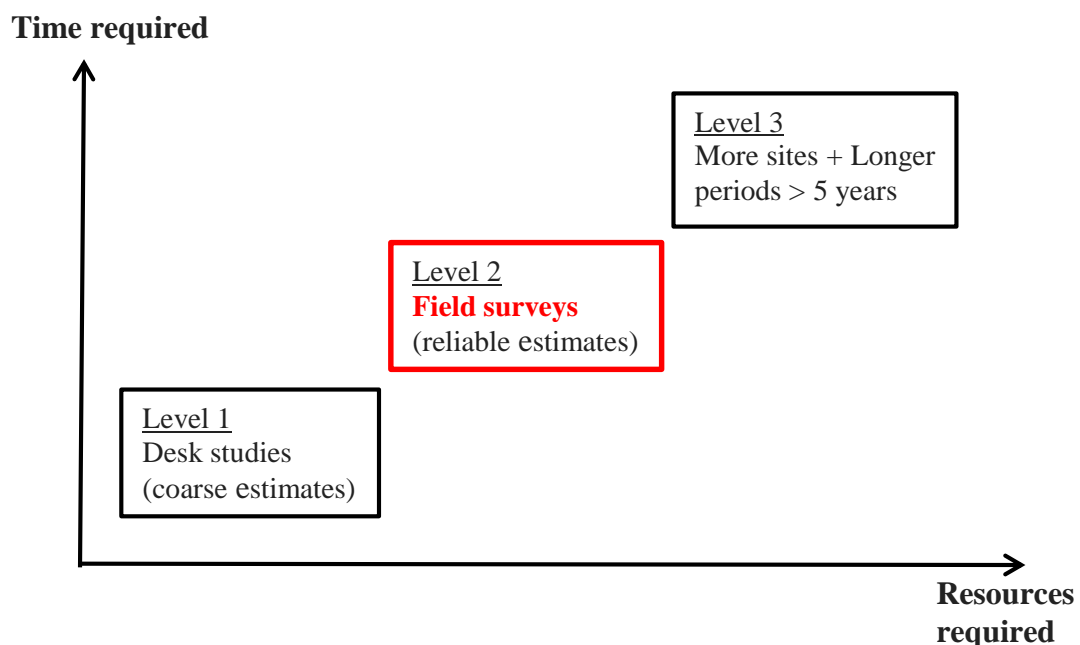 Time required
Level 3
More sites + Longer
periods > 5 years
Level 2
Field surveys
(reliable estimates)
Level 1
Desk studies
(coarse estimates)
Resources
required